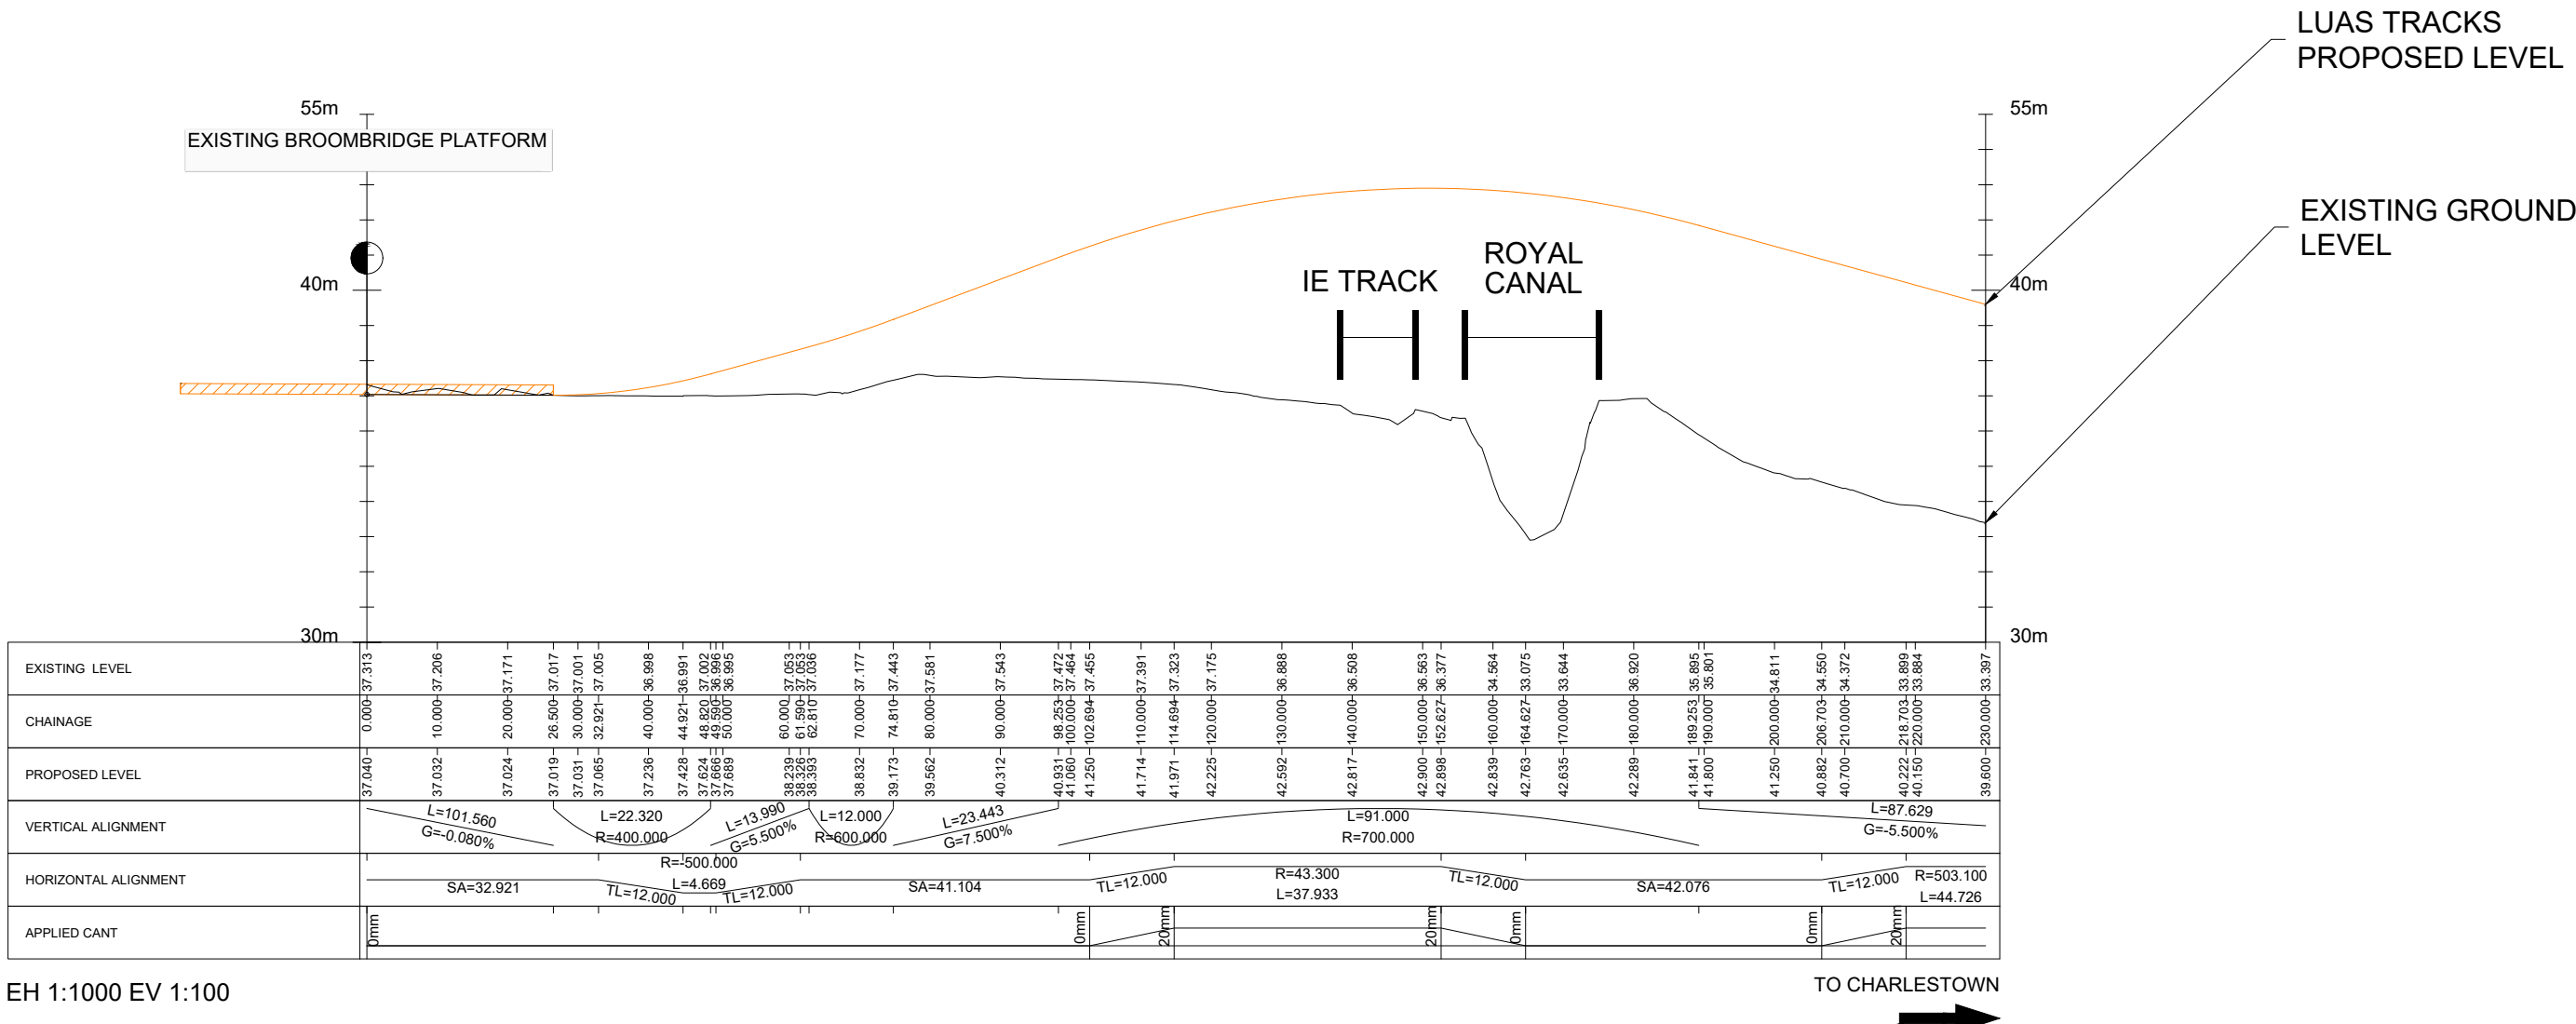 LUAS TRACKS
PROPOSED LEVEL
55m
55m
EXISTING BROOMBRIDGE PLATFORM
EXISTING GROUND
LEVEL
ROYAL
CANAL
IE TRACK
40m
40m
30m
30m
EXISTING LEVEL
37.313 37.206 37.171 37.017 37.001 37.005 36.998 36.991 37.002 36.996 36.995 37.053 37.053 37.036 37.177 37.443 37.581 37.543 37.472 37.464 37.455 37.391 37.323 37.175 36.888 36.508 36.563 36.377 34.564 33.075 33.644 36.920 35.895 35.801 34.811 34.550 34.372 33.899 33.884 33.397
CHAINAGE
0.000 10.000 20.000 26.500 30.000 32.921 40.000 44.921 48.820 49.590 50.000 60.000 61.590 62.810 70.000 74.810 80.000 90.000 98.253 100.000 102.694 110.000 114.694 120.000 130.000 140.000 150.000 152.627 160.000 164.627 170.000 180.000 189.253 190.000 200.000 206.703 210.000 218.703 220.000 230.000
PROPOSED LEVEL
37.040 37.032 37.024 37.019 37.031 37.065 37.236 37.428 37.624 37.666 37.689 38.239 38.326 38.393 38.832 39.173 39.562 40.312 40.931 41.060 41.250 41.714 41.971 42.225 42.592 42.817 42.900 42.898 42.839 42.763 42.635 42.289 41.841 41.800 41.250 40.882 40.700 40.222 40.150 39.600
VERTICAL ALIGNMENT
L=101.560
G=-0.080%
L=22.320
R=400.000
L=13.990
G=5.500%
L=12.000
R=600.000
L=23.443
G=7.500%
L=91.000
R=700.000
L=87.629
G=-5.500%
HORIZONTAL ALIGNMENT
SA=32.921
TL=12.000
R=-500.000
L=4.669
TL=12.000
SA=41.104
TL=12.000
R=43.300
L=37.933
TL=12.000
SA=42.076
TL=12.000
R=503.100
L=44.726
APPLIED CANT
0mm 0mm 20mm 20mm 0mm 0mm 20mm
EH 1:1000 EV 1:100
TO CHARLESTOWN